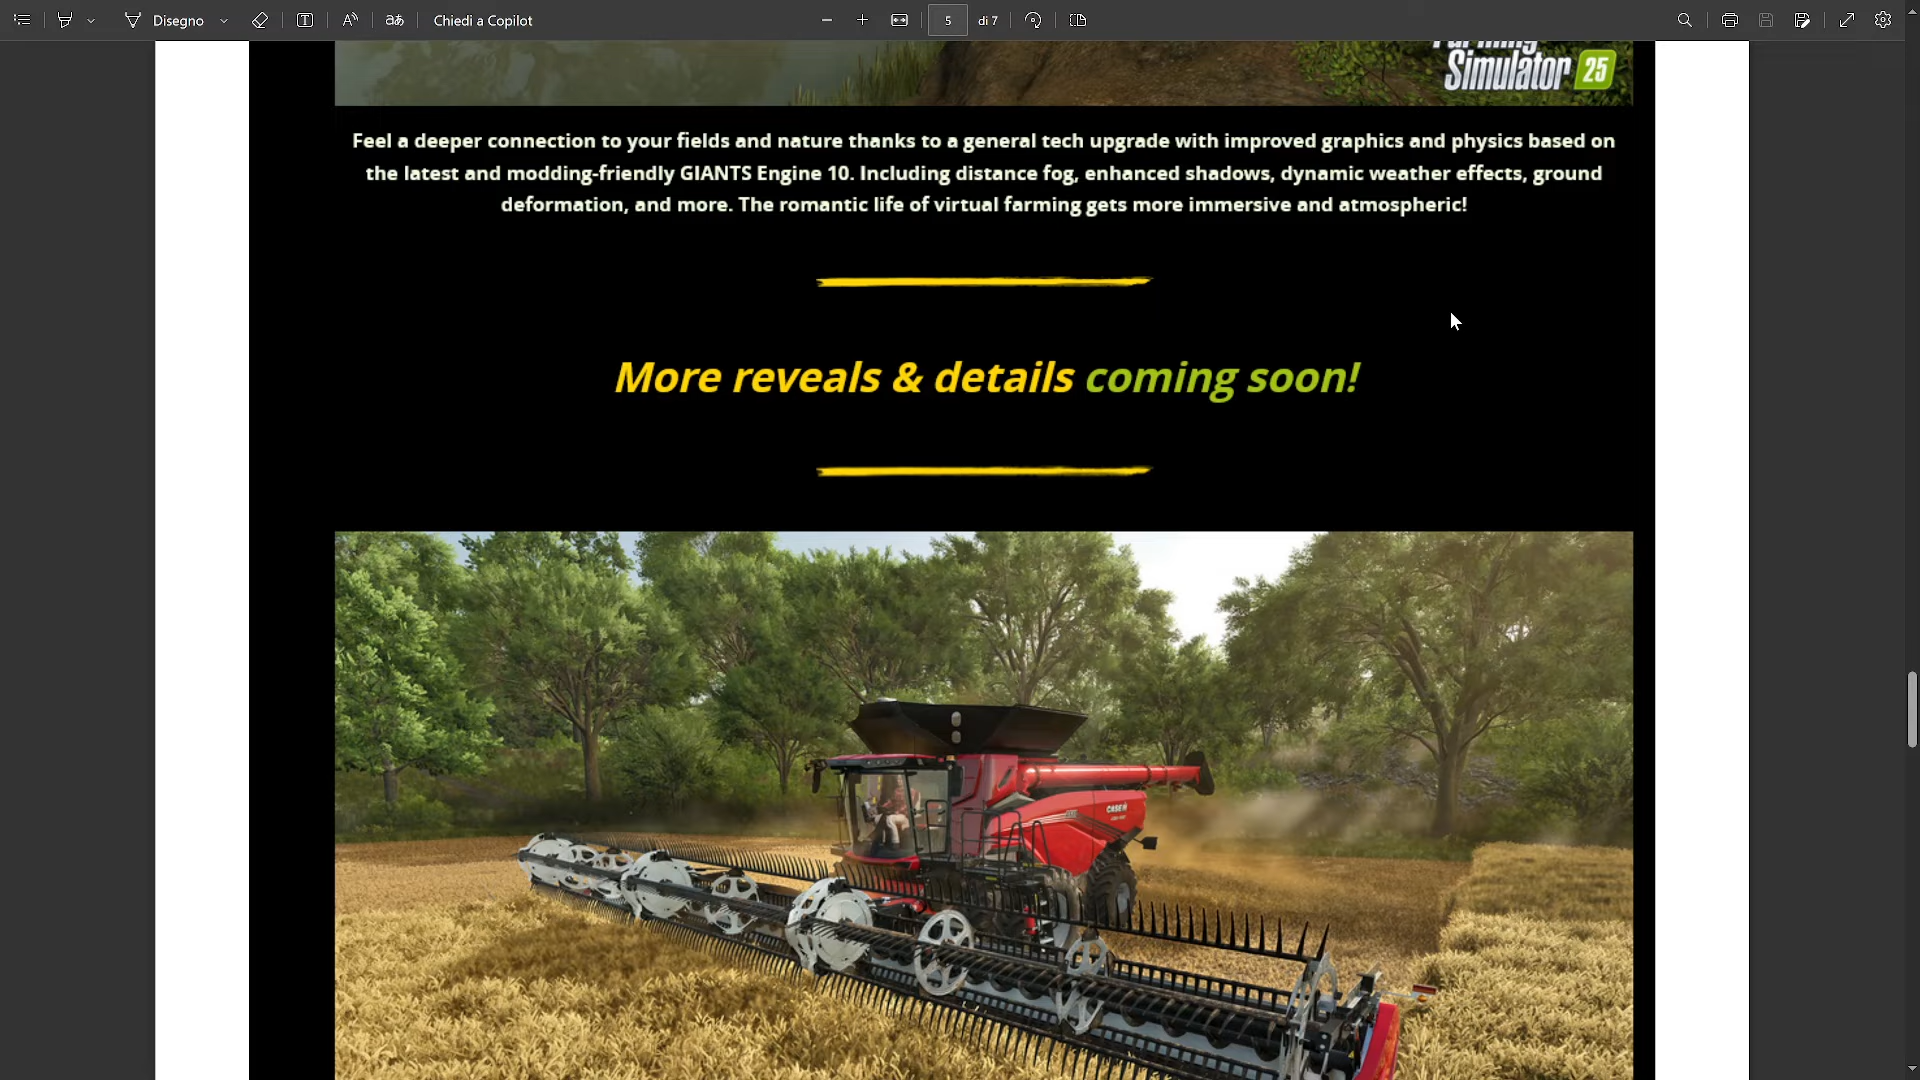 Disegno
aあ
Chiedi a Copilot
5
di 7
Farming
Simulator 25
Feel a deeper connection to your fields and nature thanks to a general tech upgrade with improved graphics and physics based on
the latest and modding-friendly GIANTS Engine 10. Including distance fog, enhanced shadows, dynamic weather effects, ground
deformation, and more. The romantic life of virtual farming gets more immersive and atmospheric!
More reveals & details coming soon!
CASE IH